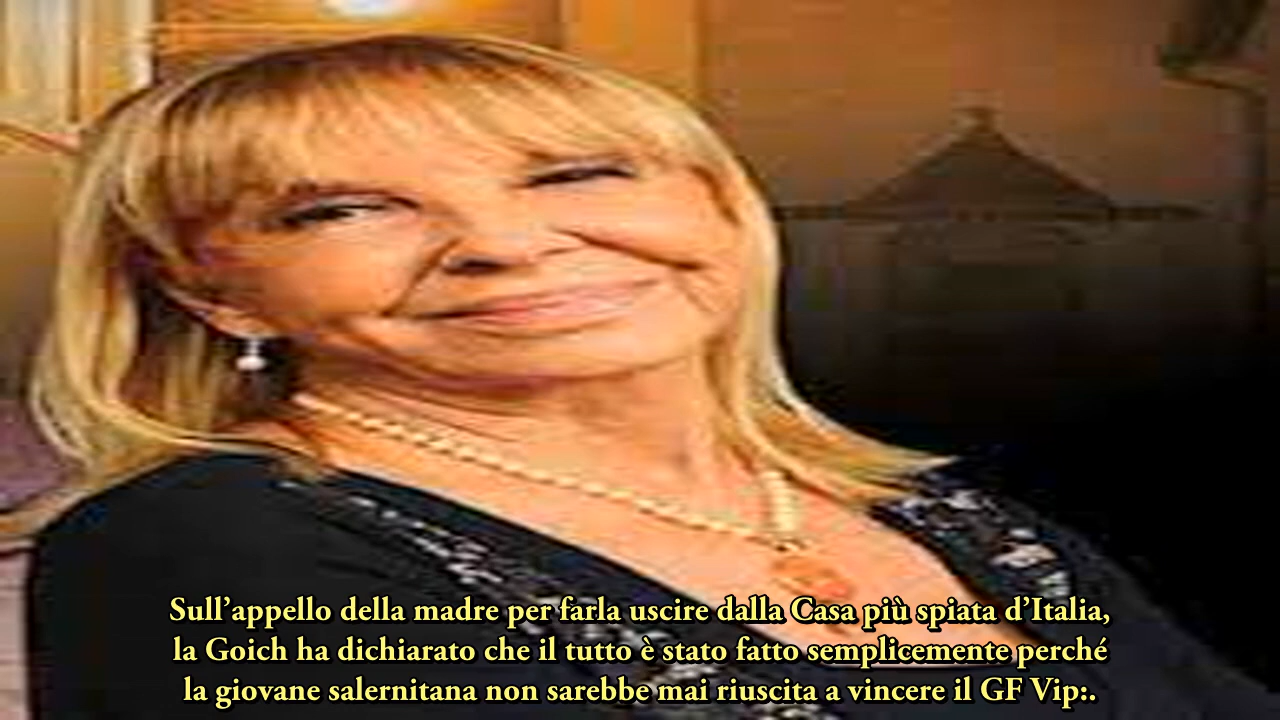 Sull’appello della madre per farla uscire dalla Casa più spiata d’Italia,
la Goich ha dichiarato che il tutto è stato fatto semplicemente perché
la giovane salernitana non sarebbe mai riuscita a vincere il GF Vip:.